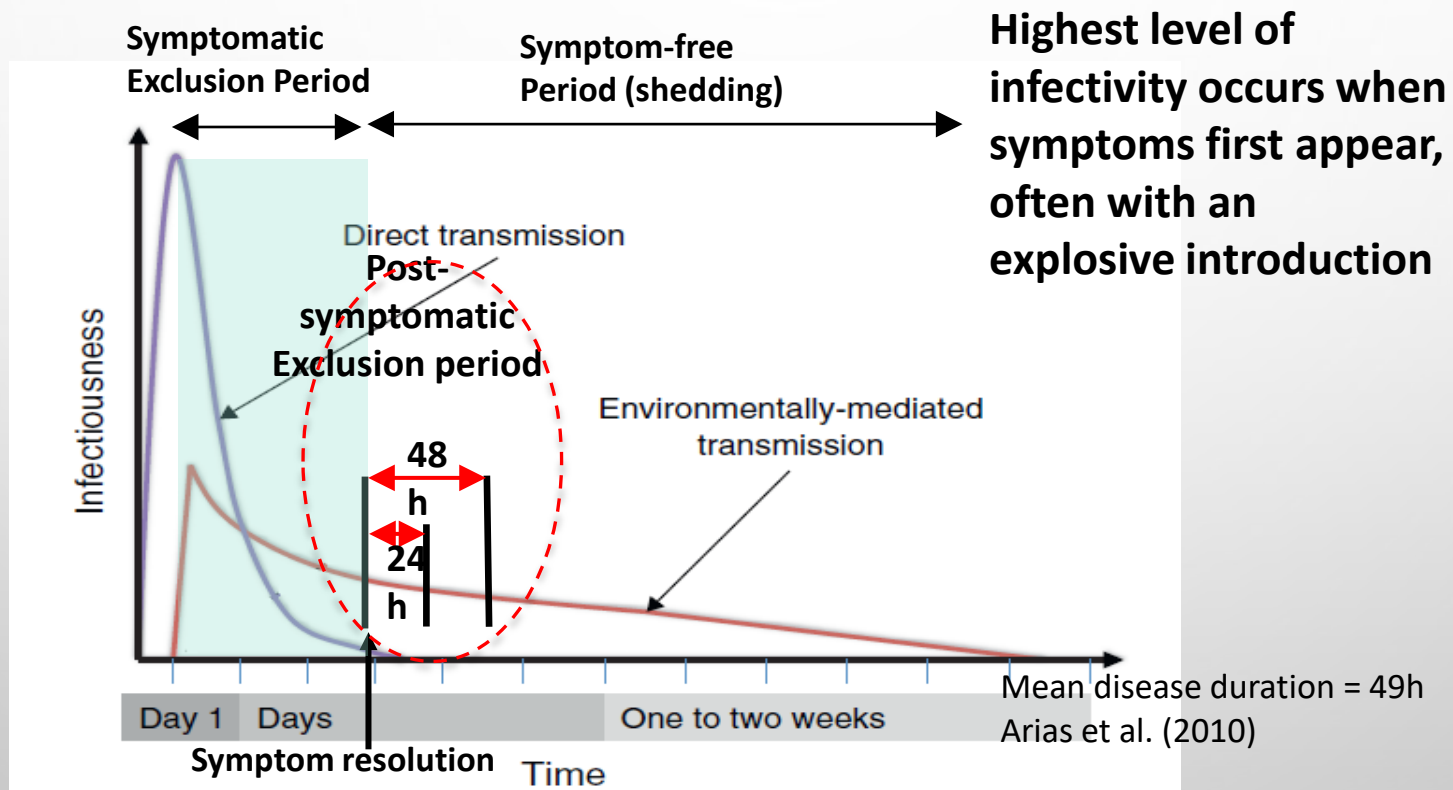 Symptomatic
Exclusion Period
Symptom-free
Period (shedding)
Highest level of
infectivity occurs when
symptoms first appear,
often with an
explosive introduction
Direct transmission
Post-
symptomatic
Exclusion period
Environmentally-mediated
transmission
48
h
24
h
Infectiousness
Day 1
Days
One to two weeks
Mean disease duration = 49h
Arias et al. (2010)
Symptom resolution
Time